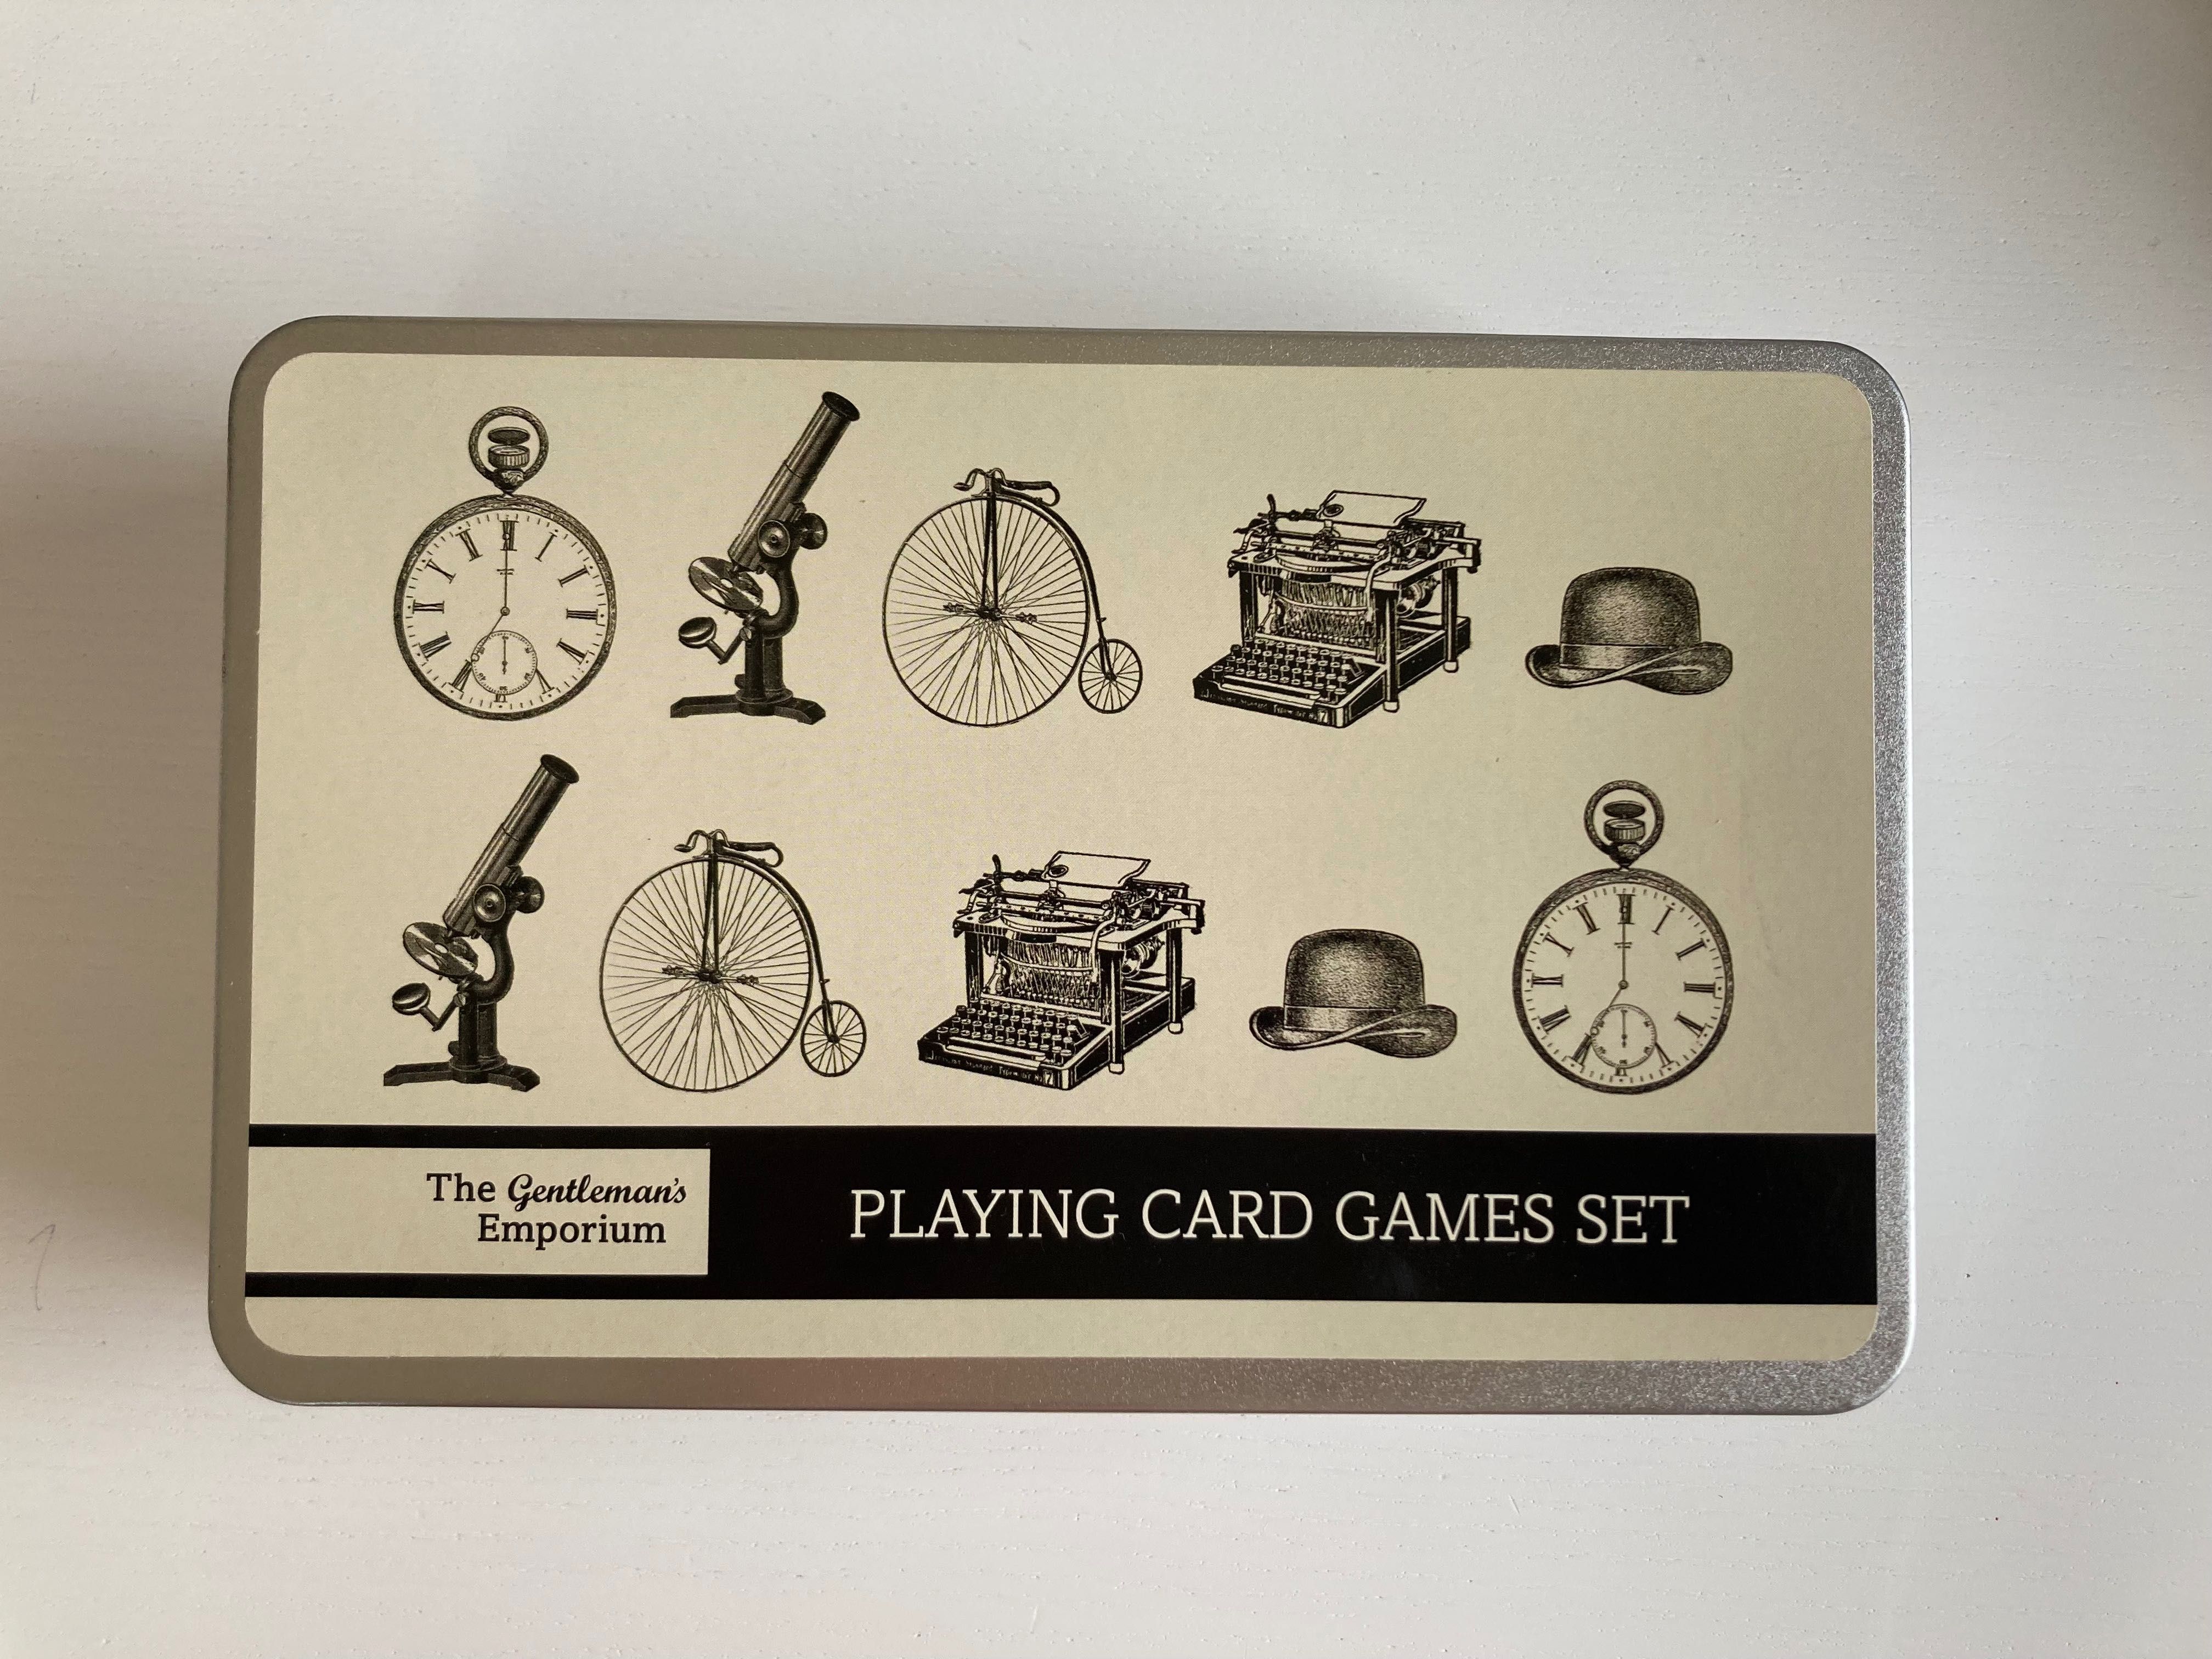 The Gentleman's
Emporium
PLAYING CARD GAMES SET